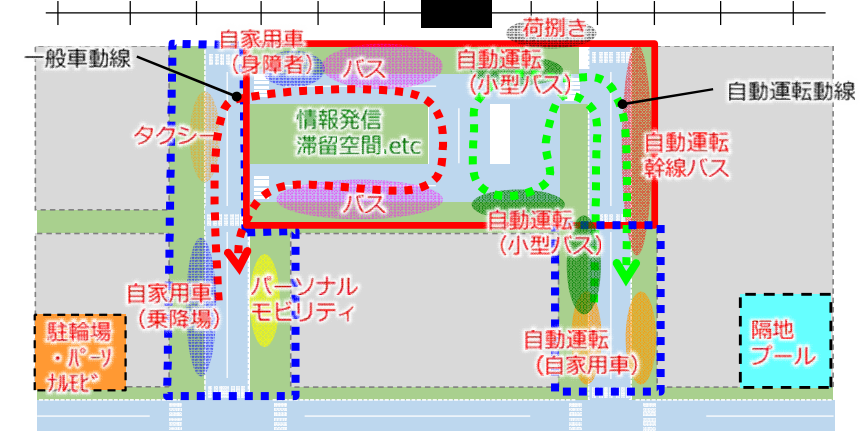 荷捌き
自家用車
（身障者）
一般車動線
バス
自動運転
（小型バス）
自動運転動線
タクシー
情報発信
滞留空間.etc
自動運転
幹線バス
バス
自動運転
（小型バス）
自家用車
（乗降場）
パーソナル
モビリティ
駐輪場
・パーソ
ナルモビ
自動運転
（自家用車）
隔地
プール